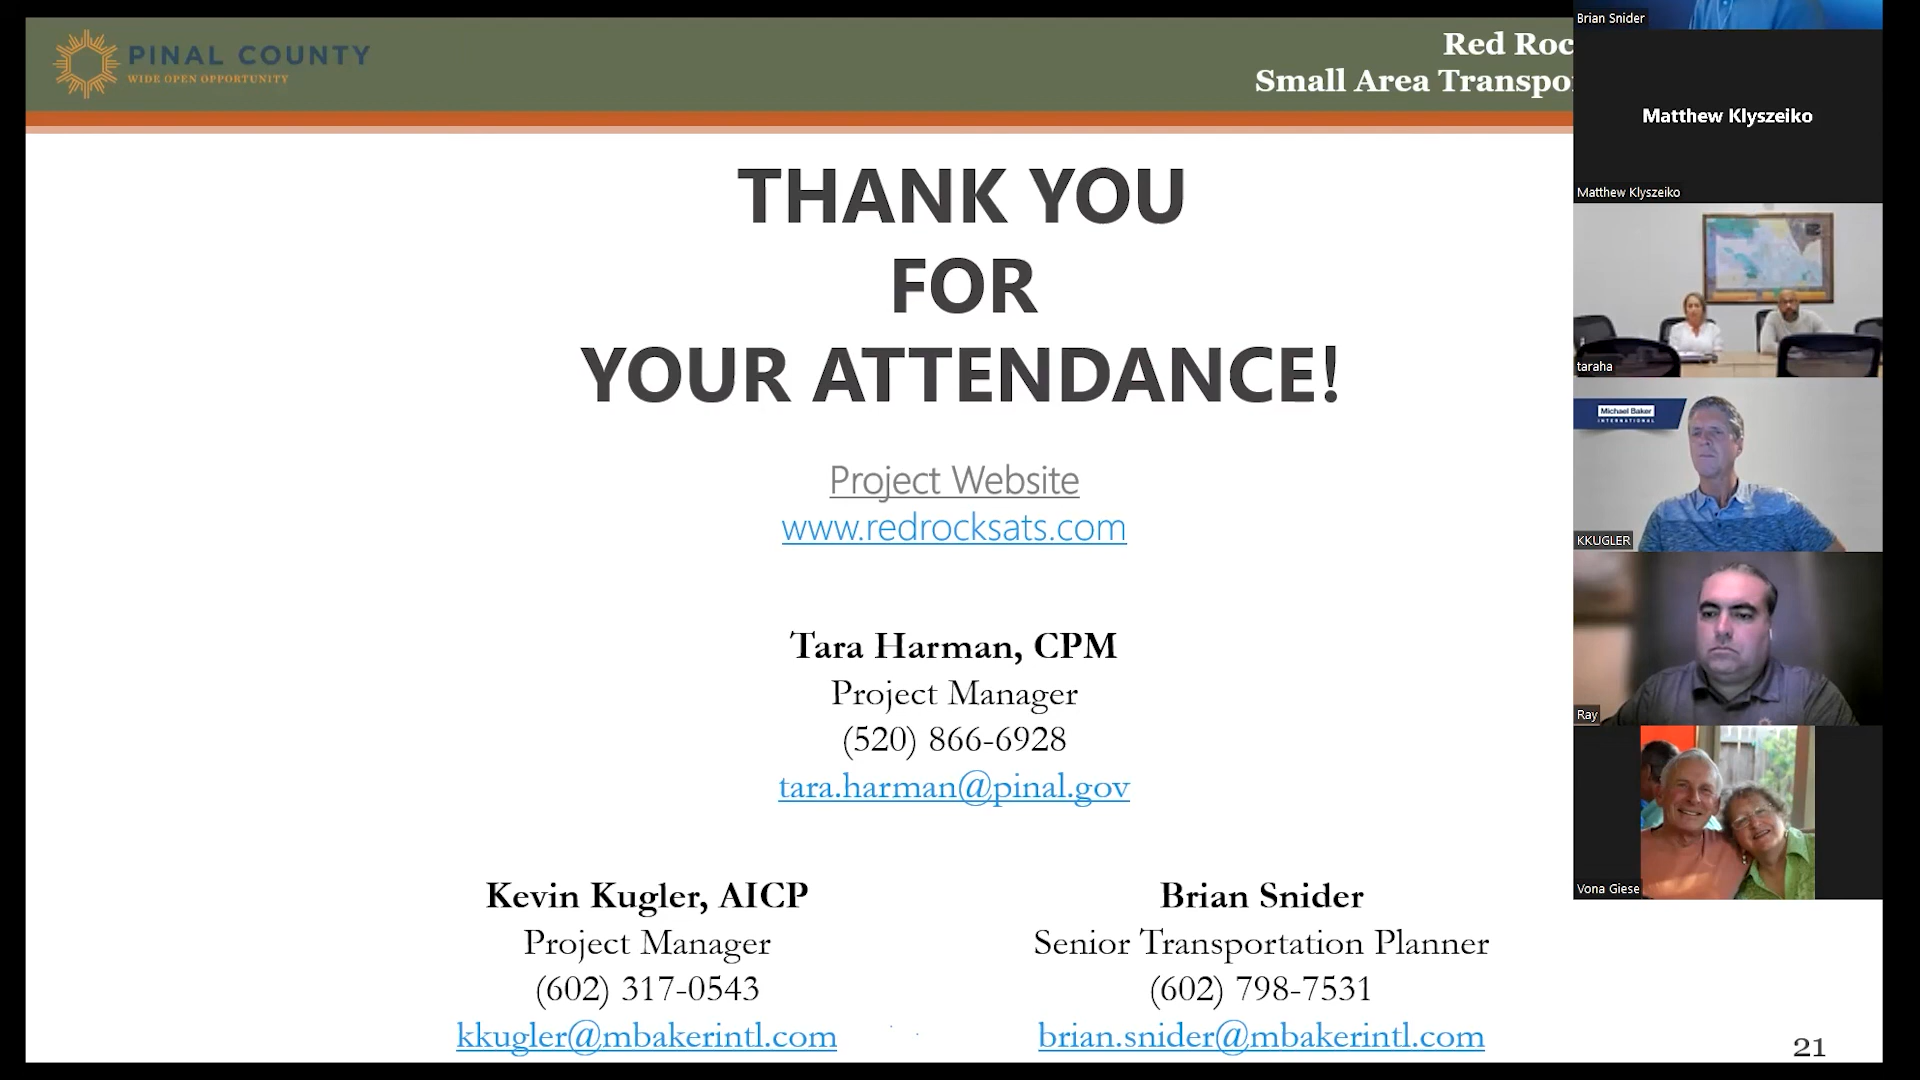 PINAL COUNTY
WIDE OPEN OPPORTUNITY
Red Roc
Small Area Transpo
THANK YOU
FOR
YOUR ATTENDANCE!
Project Website
www.redrocksats.com
Tara Harman, CPM
Project Manager
(520) 866-6928
tara.harman@pinal.gov
Kevin Kugler, AICP
Project Manager
(602) 317-0543
kkugler@mbakerintl.com
Brian Snider
Senior Transportation Planner
(602) 798-7531
brian.snider@mbakerintl.com
21
Brian Snider
Matthew Klyszeiko
Matthew Klyszeiko
taraha
Michael Baker
INTERNATIONAL
KKUGLER
Ray
Vona Giese